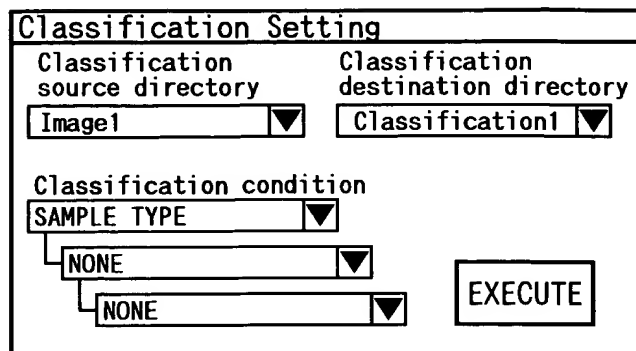 Classification Setting
Classification
source directory
Image1
Classification
destination directory
Classification1
Classification condition
SAMPLE TYPE
NONE
NONE
EXECUTE